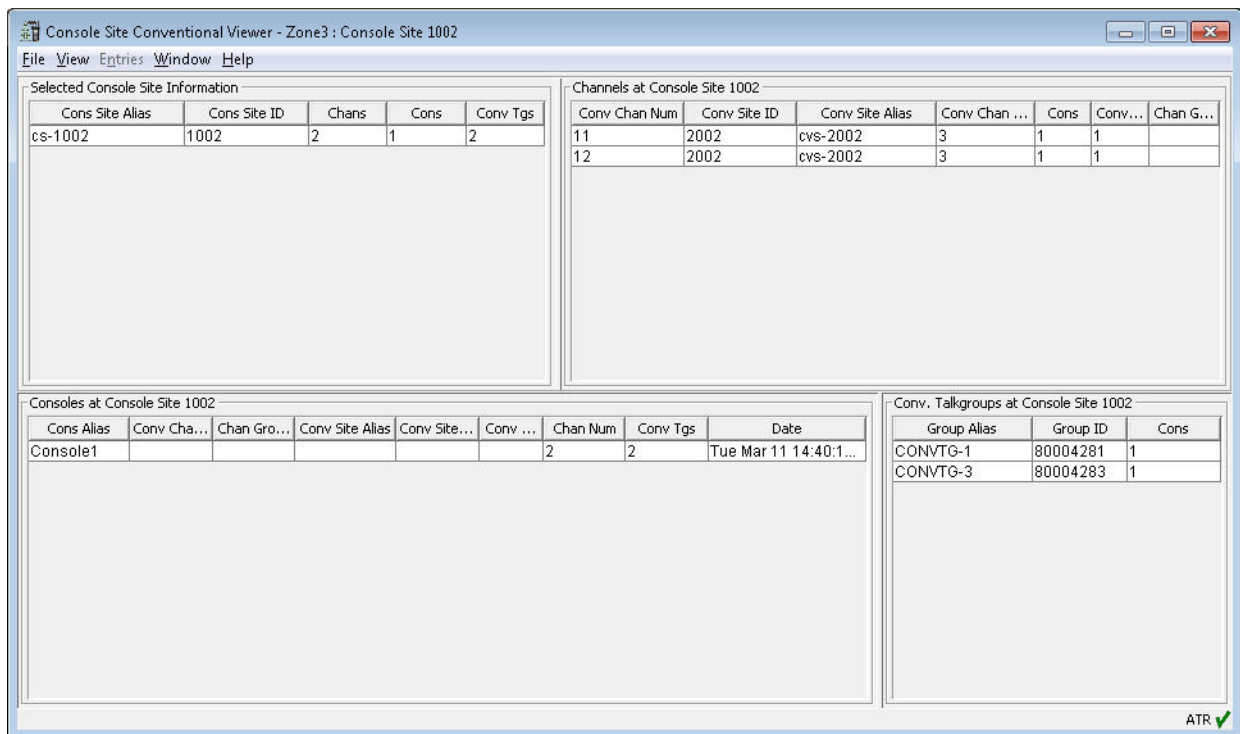 Console Site Conventional Viewer - Zone3 : Console Site 1002
File View Entries Window Help
Selected Console Site Information
Cons Site Alias Cons Site ID Chans Cons Conv Tgs
cs-1002 1002 2 1 2
Channels at Console Site 1002
Conv Chan Num Conv Site ID Conv Site Alias Conv Chan ... Cons Conv... Chan G...
11 2002 cvs-2002 3 1 1
12 2002 cvs-2002 3 1 1
Consoles at Console Site 1002
Cons Alias Conv Cha... Chan Gro... Conv Site Alias Conv Site... Conv ... Chan Num Conv Tgs Date
Console1 2 2 Tue Mar 11 14:40:1...
Conv. Talkgroups at Console Site 1002
Group Alias Group ID Cons
CONVTG-1 80004281 1
CONVTG-3 80004283 1
ATR